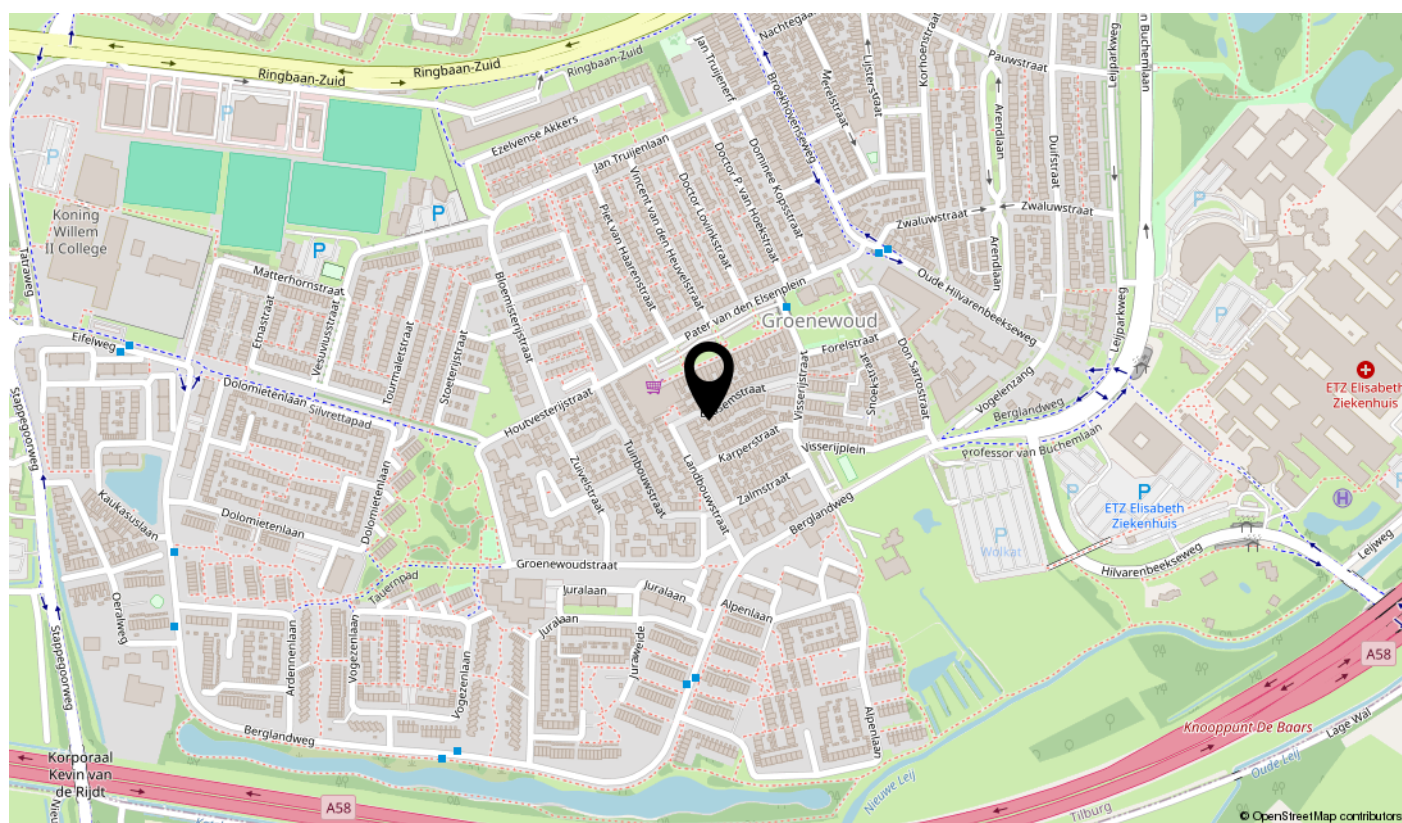 Ringbaan-Zuid
Ringbaan-Zuid
Ringbaan-Zuid
Nachtegaal
Jan Truijenerf
Broekhovenseweg
Merelstraat
Lijsterstraat
Korhoenstraat
Pauwstraat
Leijparkweg
n Buchemlaan
Arendlaan
Duifstraat
Ezelvense Akkers
Jan Truijenlaan
Piet van Haarenstraat
Vincent van den Heuvelstraat
Doctor Lovinkstraat
Doctor P. van Hoekstraat
Dominee Kopsstraat
Zwaluwstraat
Zwaluwstraat
Arendlaan
Oude Hilvarenbeekseweg
Leijparkweg
P
P
P
P
P
P
Koning
Willem
II College
Tatraweg
Matterhornstraat
Etnastraat
Vesuviusstraat
Tourmaletstraat
Stoeterijstraat
Bloemisterijstraat
Pater van den Elsenplein
Groenewoud
Forelstraat
Snoekstraat
Visserijstraat
Don Sartostraat
Vogelenzang
Berglandweg
Professor van Buchemlaan
ETZ Elisabeth
Ziekenhuis
Eifelweg
Stappegoorweg
Dolomietenlaan
Silvrettapad
Houtvesterijstraat
Karperstraat
Visserijplein
Zalmstraat
Landbouwstraat
Tuinbouwstraat
Zuivelstraat
Berglandweg
Dolomietenlaan
Dolomietenlaan
Kaukasuslaan
P
P
ETZ Elisabeth
Ziekenhuis
H
P
Wolkat
Hilvarenbeekseweg
Leijweg
Groenewoudstraat
Tauernpad
Juralaan
Juralaan
Juralaan
Juraweide
Alpenlaan
Alpenlaan
Oeralweg
Stappegoorweg
Ardennenlaan
Vogezenlaan
Vogezenlaan
Berglandweg
A58
Knooppunt De Baars
Lage Wal
Oude Leij
Nieuwe Leij
Tilburg
Korporaal
Kevin van
de Rijdt
A58
© OpenStreetMap contributors